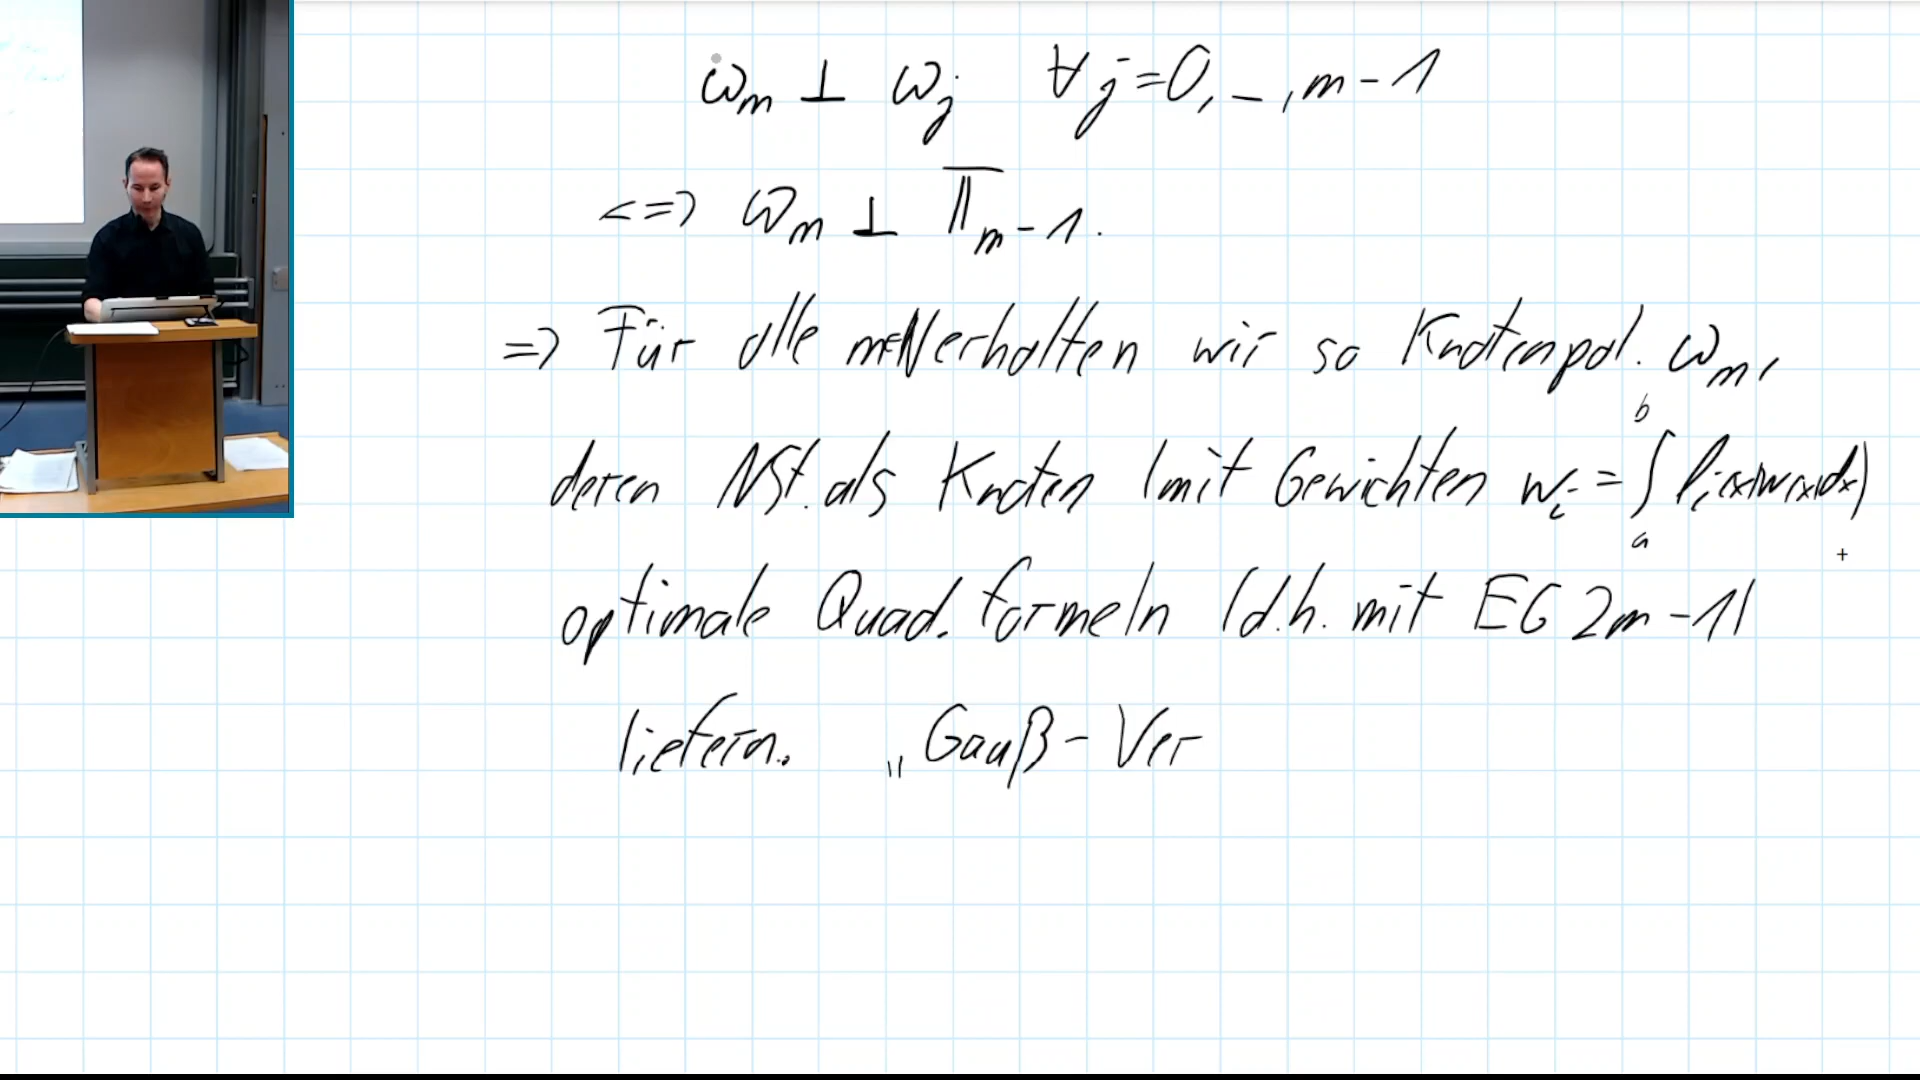 ω_m ⊥ ω_j ∀ j=0,…,m-1
<=> ω_m ⊥ Π_{m-1}.
=> Für alle m∈ℕ erhalten wir so Knotenpol. ω_m,
deren NSt. als Knoten (mit Gewichten w_i = ∫_a^b l_i(x)w(x)dx)
optimale Quad.formeln (d.h. mit EG 2m-1)
liefern. „Gauß-Ver